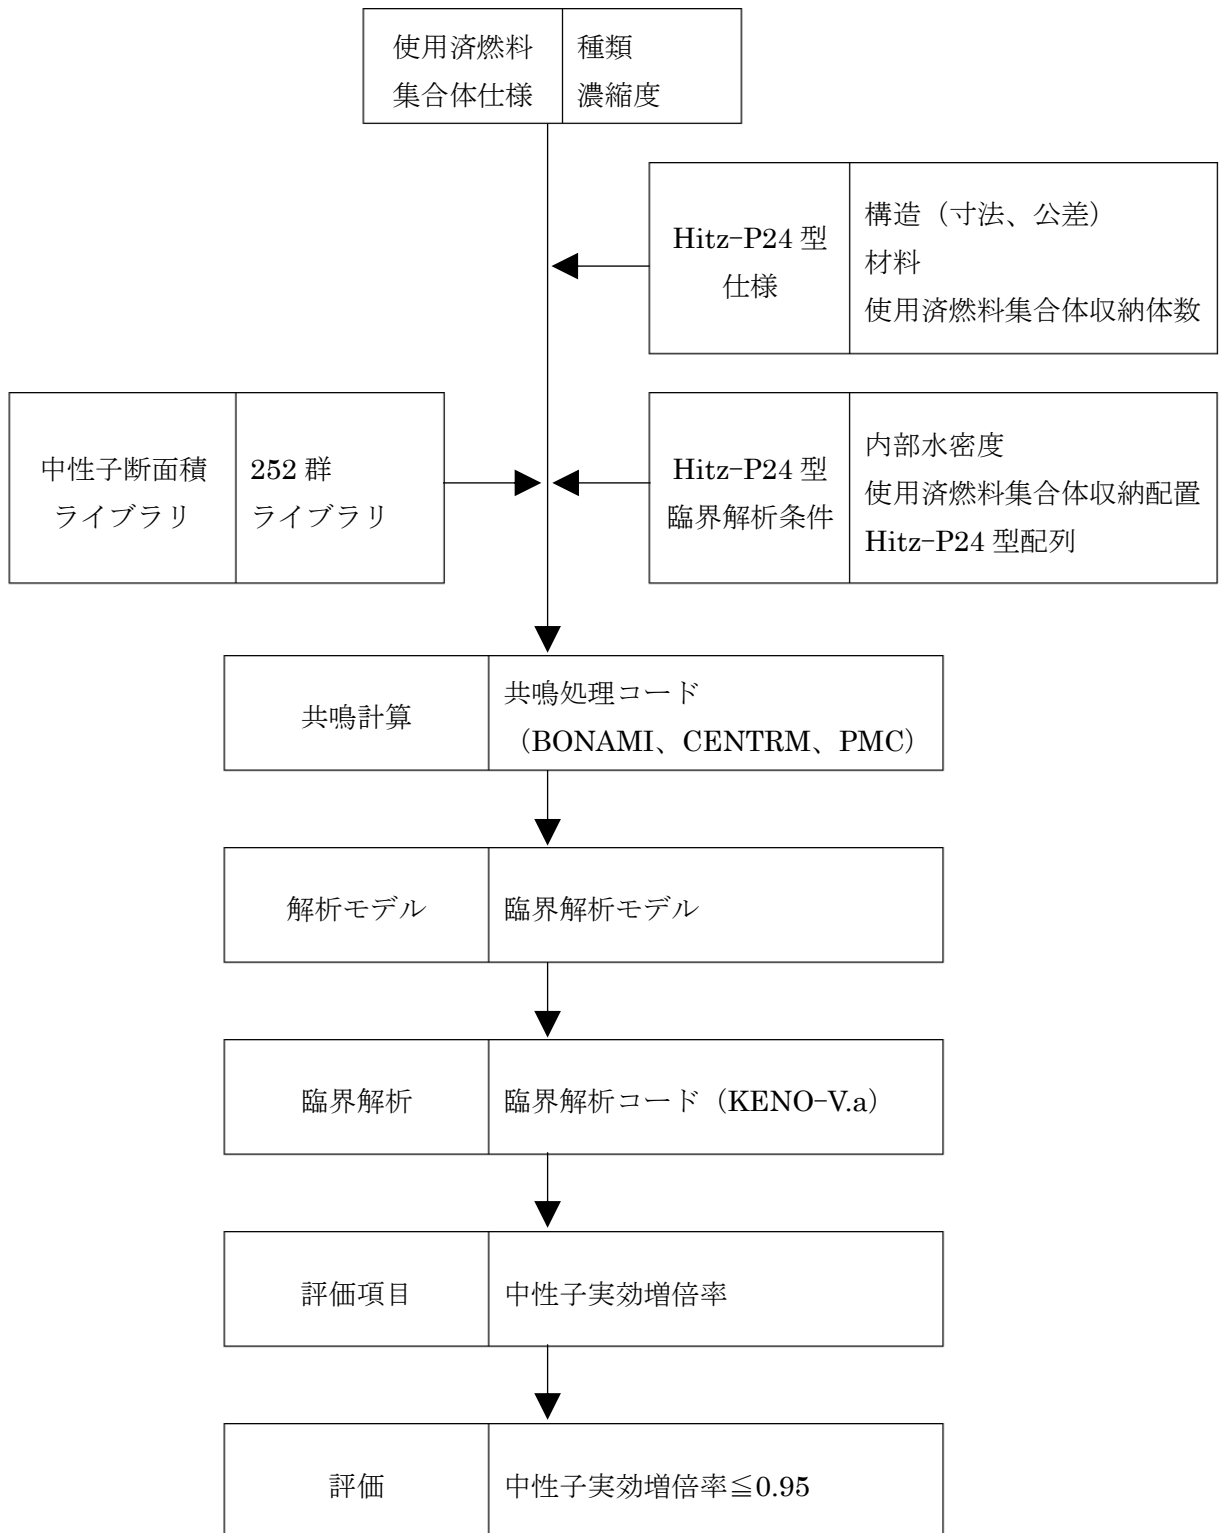 使用済燃料
集合体仕様
種類
濃縮度
Hitz-P24 型
仕様
構造（寸法、公差）
材料
使用済燃料集合体収納体数
中性子断面積
ライブラリ
252 群
ライブラリ
Hitz-P24 型
臨界解析条件
内部水密度
使用済燃料集合体収納配置
Hitz-P24 型配列
共鳴計算
共鳴処理コード
（BONAMI、CENTRM、PMC）
解析モデル
臨界解析モデル
臨界解析
臨界解析コード（KENO-V.a）
評価項目
中性子実効増倍率
評価
中性子実効増倍率≦0.95